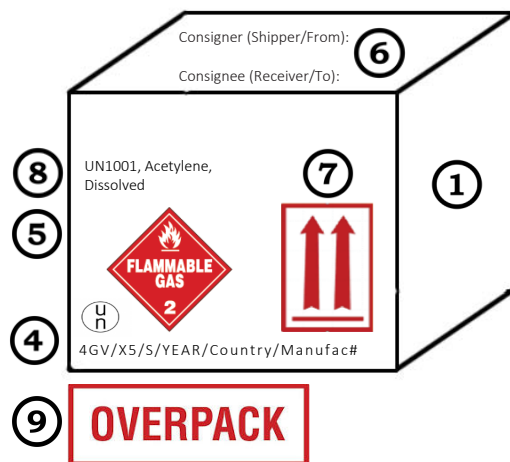 Consigner (Shipper/From):
6
Consignee (Receiver/To):
8
UN1001, Acetylene,
Dissolved
7
1
5
FLAMMABLE
GAS
2
un
4
4GV/X5/S/YEAR/Country/Manufac#
9
OVERPACK